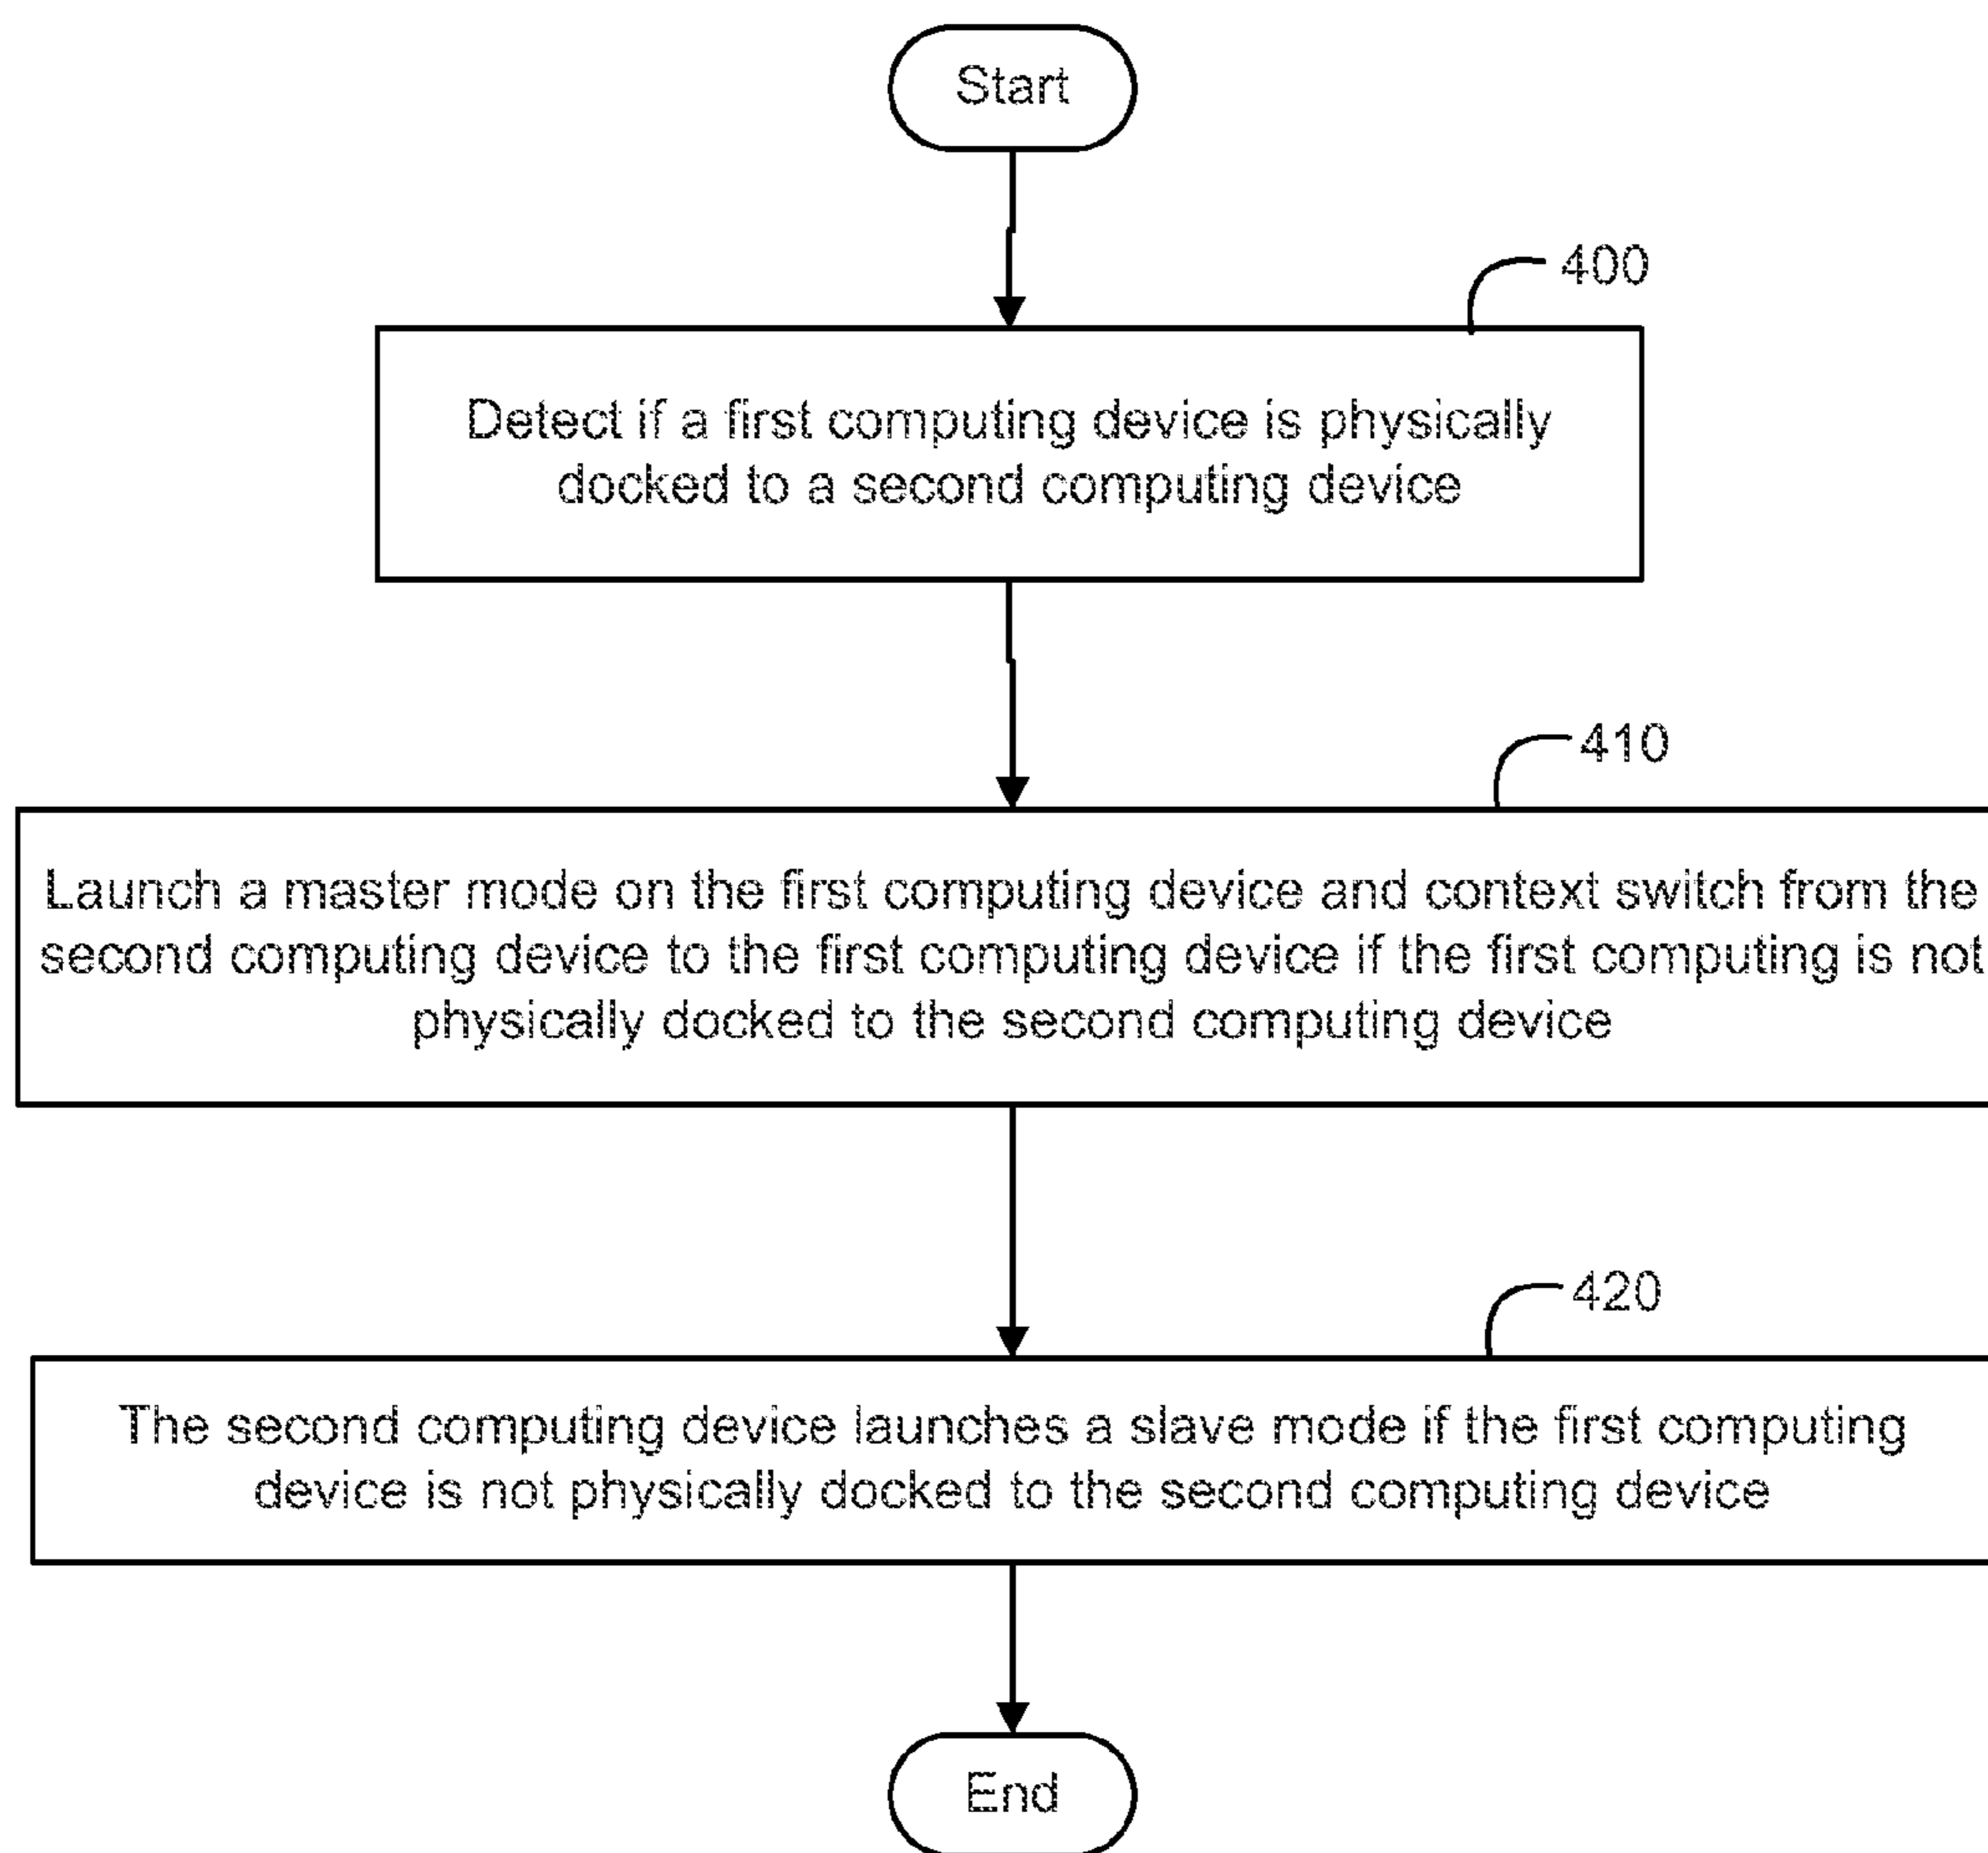 Start
400
Detect if a first computing device is physically
docked to a second computing device
410
Launch a master mode on the first computing device and context switch from the
second computing device to the first computing device if the first computing is not
physically docked to the second computing device
420
The second computing device launches a slave mode if the first computing
device is not physically docked to the second computing device
End